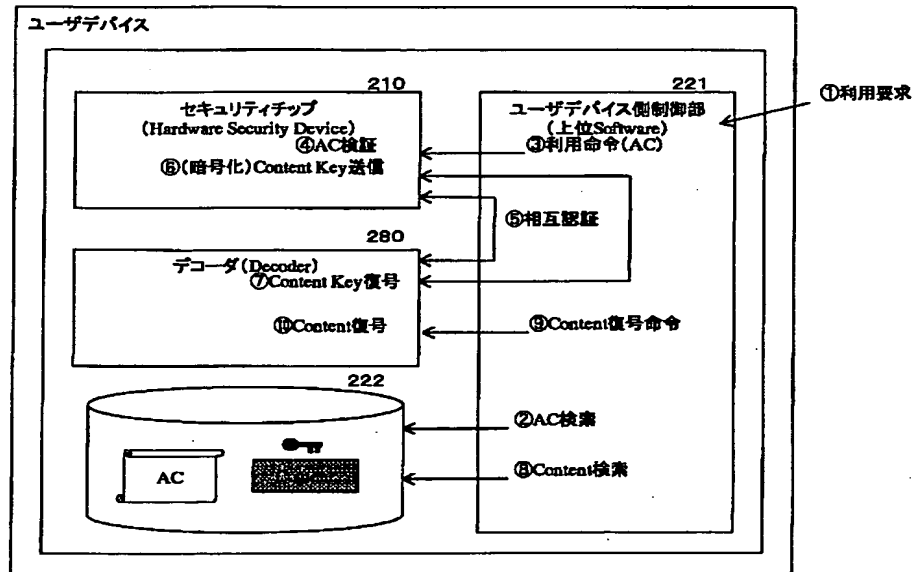 ユーザデバイス
210
セキュリティチップ
(Hardware Security Device)
④AC検証
⑥(暗号化)Content Key送信
221
ユーザデバイス側制御部
(上位Software)
③利用命令(AC)
①利用要求
⑤相互認証
280
デコーダ(Decoder)
⑦Content Key復号
⑩Content復号
⑨Content復号命令
222
②AC検索
⑧Content検索
AC